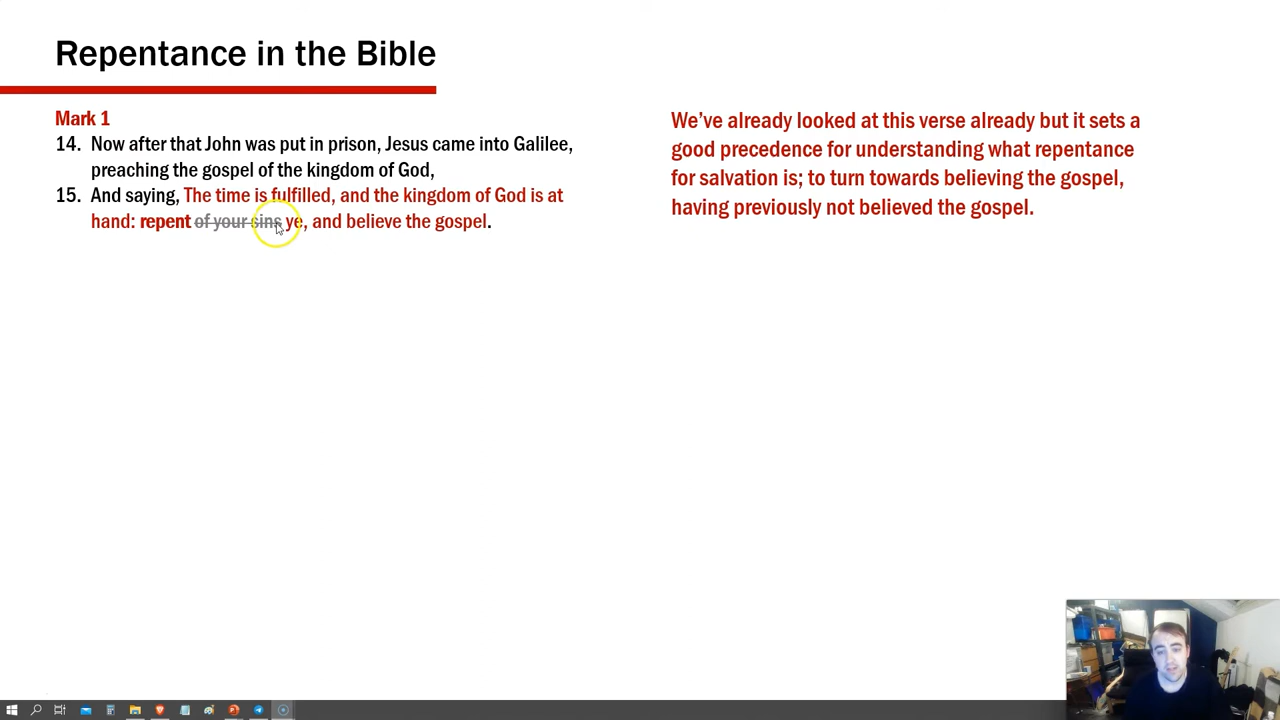 Repentance in the Bible
Mark 1
14. Now after that John was put in prison, Jesus came into Galilee,
preaching the gospel of the kingdom of God,
15. And saying, The time is fulfilled, and the kingdom of God is at
hand: repent of your sins ye, and believe the gospel.
We’ve already looked at this verse already but it sets a
good precedence for understanding what repentance
for salvation is; to turn towards believing the gospel,
having previously not believed the gospel.